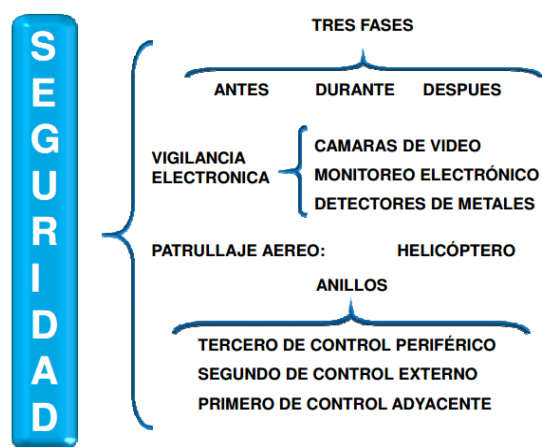 SEGURIDAD
TRES FASES
ANTES DURANTE DESPUES
VIGILANCIA
ELECTRONICA
CAMARAS DE VIDEO
MONITOREO ELECTRÓNICO
DETECTORES DE METALES
PATRULLAJE AEREO: HELICÓPTERO
ANILLOS
TERCERO DE CONTROL PERIFÉRICO
SEGUNDO DE CONTROL EXTERNO
PRIMERO DE CONTROL ADYACENTE